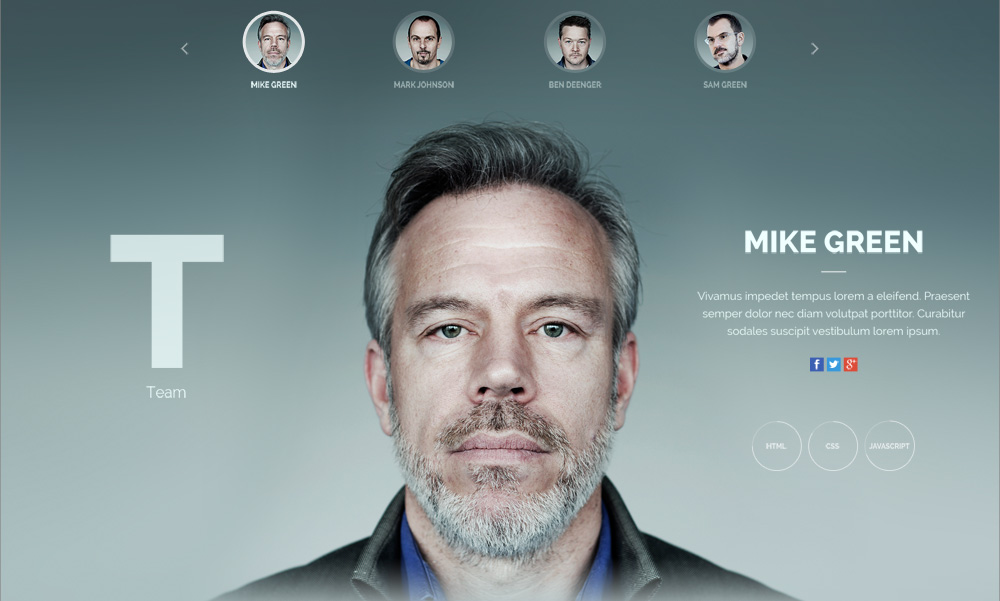 MIKE GREEN
MARK JOHNSON
BEN DEENGER
SAM GREEN
T
Team
MIKE GREEN
Vivamus impedet tempus lorem a eleifend. Praesent
semper dolor nec diam volutpat porttitor. Curabitur
sodales suscipit vestibulum lorem ipsum.
HTML
CSS
JAVASCRIPT